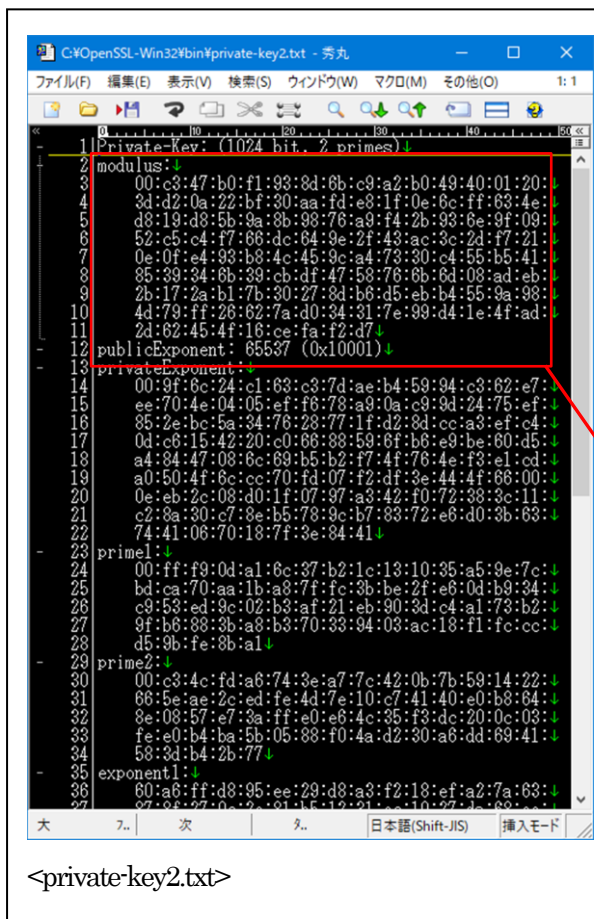 C:¥OpenSSL-Win32¥bin¥private-key2.txt - 秀丸
ファイル(F) 編集(E) 表示(V) 検索(S) ウィンドウ(W) マクロ(M) その他(O) 1: 1
0 10 20 30 40 50
1 Private-Key: (1024 bit, 2 primes)↓
2 modulus:↓
3 00:c3:47:b0:f1:93:8d:6b:c9:a2:b0:49:40:01:20:↓
4 3d:d2:0a:22:bf:30:aa:fd:e8:1f:0e:6c:ff:63:4e:↓
5 d8:19:d8:5b:9a:8b:98:76:a9:f4:2b:93:6e:9f:09:↓
6 52:c5:c4:f7:66:dc:64:9e:2f:43:ac:3c:2d:f7:21:↓
7 0e:0f:e4:93:b8:4c:45:9c:a4:73:30:c4:55:b5:41:↓
8 85:39:34:6b:39:cb:df:47:58:76:6b:6d:08:ad:eb:↓
9 2b:17:2a:b1:7b:30:27:8d:b6:d5:eb:b4:55:9a:98:↓
10 4d:79:ff:26:62:7a:d0:34:31:7e:99:d4:1e:4f:ad:↓
11 2d:62:45:4f:16:ce:fa:f2:d7↓
12 publicExponent: 65537 (0x10001)↓
13 privateExponent:↓
14 00:9f:6c:24:c1:63:c3:7d:ae:b4:59:94:c3:62:e7:↓
15 ee:70:4e:04:05:ef:f6:78:a9:0a:c9:9d:24:75:ef:↓
16 85:2e:bc:5a:34:76:28:77:1f:d2:8d:cc:a3:ef:c4:↓
17 0d:c6:15:42:20:c0:66:88:59:6f:b6:e9:be:60:d5:↓
18 a4:84:47:08:6c:69:b5:b2:f7:4f:76:4e:f3:e1:cd:↓
19 a0:50:4f:6c:cc:70:fd:07:f2:df:3e:44:4f:66:00:↓
20 0e:eb:2c:08:d0:1f:07:97:a3:42:f0:72:38:3c:11:↓
21 c2:8a:30:c7:8e:b5:78:9c:b7:83:72:e6:d0:3b:63:↓
22 74:41:06:70:18:7f:3e:84:41↓
23 prime1:↓
24 00:ff:f9:0d:a1:6c:37:b2:1c:13:10:35:a5:9e:7c:↓
25 bd:ca:70:aa:1b:a8:7f:fc:3b:be:2f:e6:0d:b9:34:↓
26 c9:53:ed:9c:02:b3:af:21:eb:90:3d:c4:a1:73:b2:↓
27 9f:b6:88:3b:a8:b3:70:33:94:03:ac:18:f1:fc:cc:↓
28 d5:9b:fe:8b:a1↓
29 prime2:↓
30 00:c3:4c:fd:a6:74:3e:a7:7c:42:0b:7b:59:14:22:↓
31 66:5e:ae:2c:ed:fe:4d:7e:10:c7:41:40:e0:b8:64:↓
32 8e:08:57:e7:3a:ff:e0:e6:4c:35:f3:dc:20:0c:03:↓
33 fe:e0:b4:ba:5b:05:88:f0:4a:d2:30:a6:dd:69:41:↓
34 58:3d:b4:2b:77↓
35 exponent1:↓
36 60:a6:ff:d8:95:ee:29:d8:a3:f2:18:ef:a2:7a:63:↓
大 フ.. 次 タ.. 日本語(Shift-JIS) 挿入モード
<private-key2.txt>